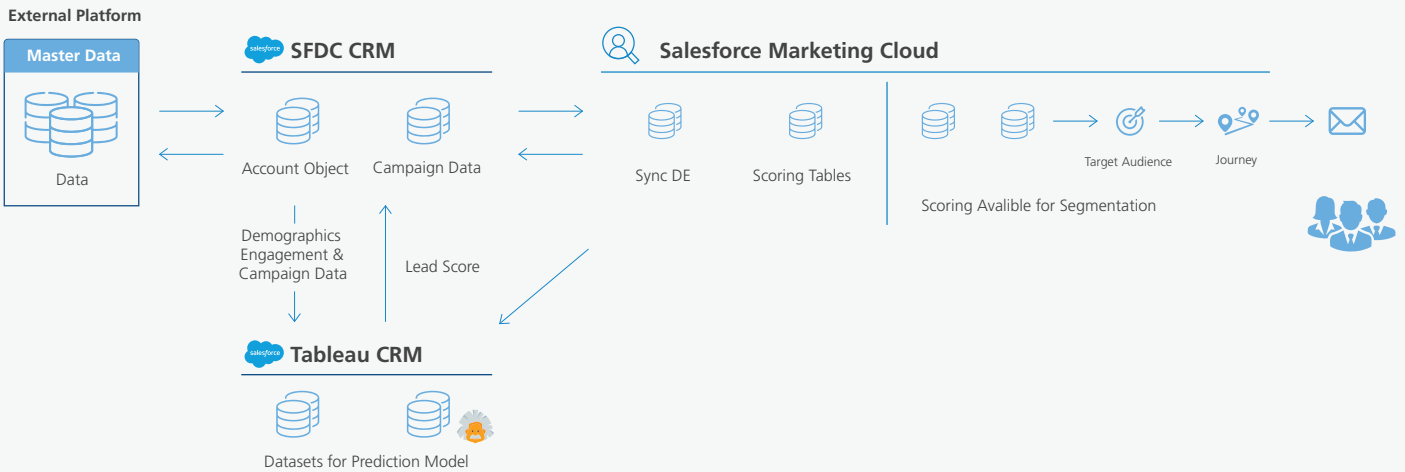 External Platform
Master Data
Data
salesforce
SFDC CRM
Account Object
Campaign Data
Salesforce Marketing Cloud
Sync DE
Scoring Tables
Target Audience
Journey
Scoring Avalible for Segmentation
Demographics
Engagement &
Campaign Data
Lead Score
salesforce
Tableau CRM
Datasets for Prediction Model